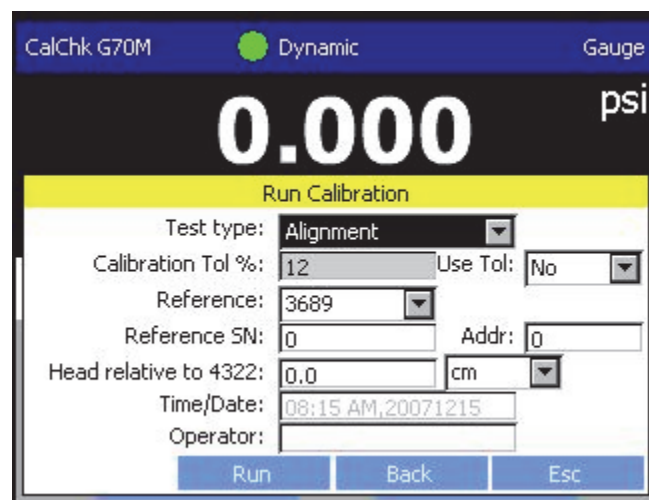 CalChk G70M Dynamic Gauge
0.000 psi
Run Calibration
Test type: Alignment
Calibration Tol %: 12 Use Tol: No
Reference: 3689
Reference SN: 0 Addr: 0
Head relative to 4322: 0.0 cm
Time/Date: 08:15 AM,20071215
Operator:
Run Back Esc